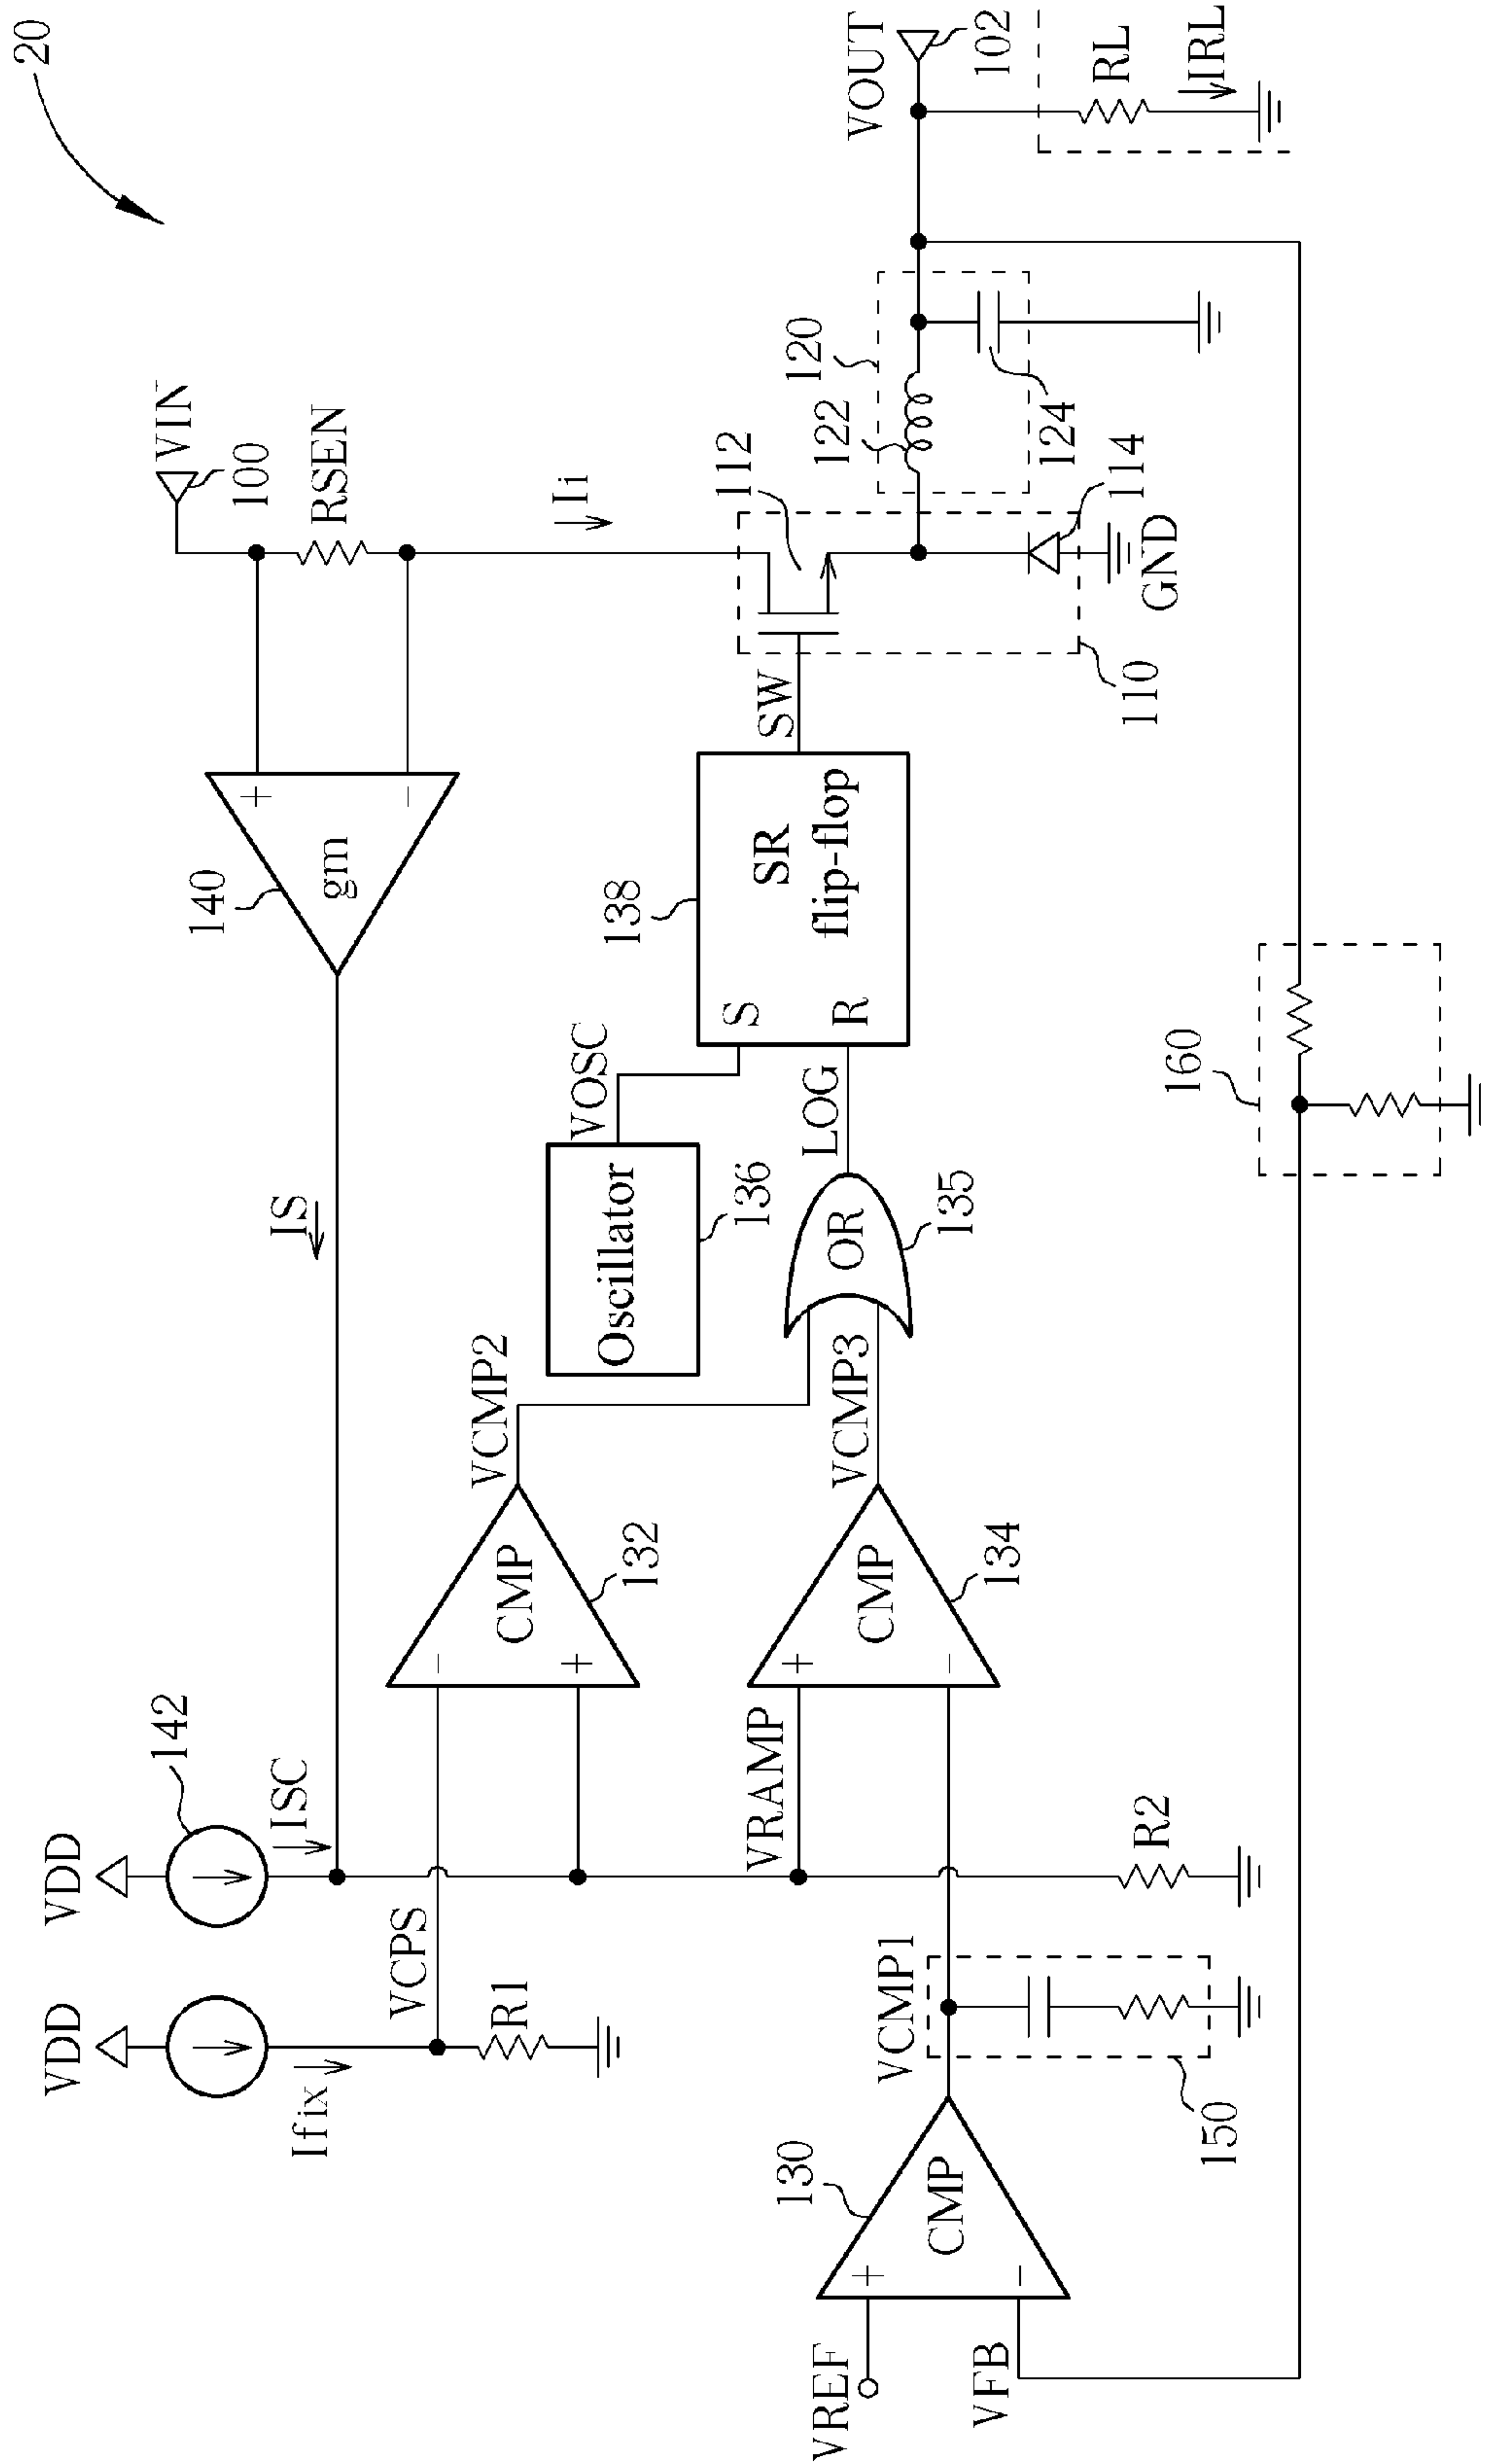 20
VDD
VDD
142
Ifix
ISC
IS
140
gm
+
-
VIN
100
RSEN
Ii
VCPS
R1
-
+
CMP
132
VCMP2
Oscillator
136
VOSC
138
S
R
SR
flip-flop
SW
112
110
114
GND
120
122
124
VOUT
102
RL
IRL
VRAMP
+
-
CMP
134
VCMP3
OR
135
LOG
R2
VCMP1
150
130
CMP
+
-
VREF
VFB
160